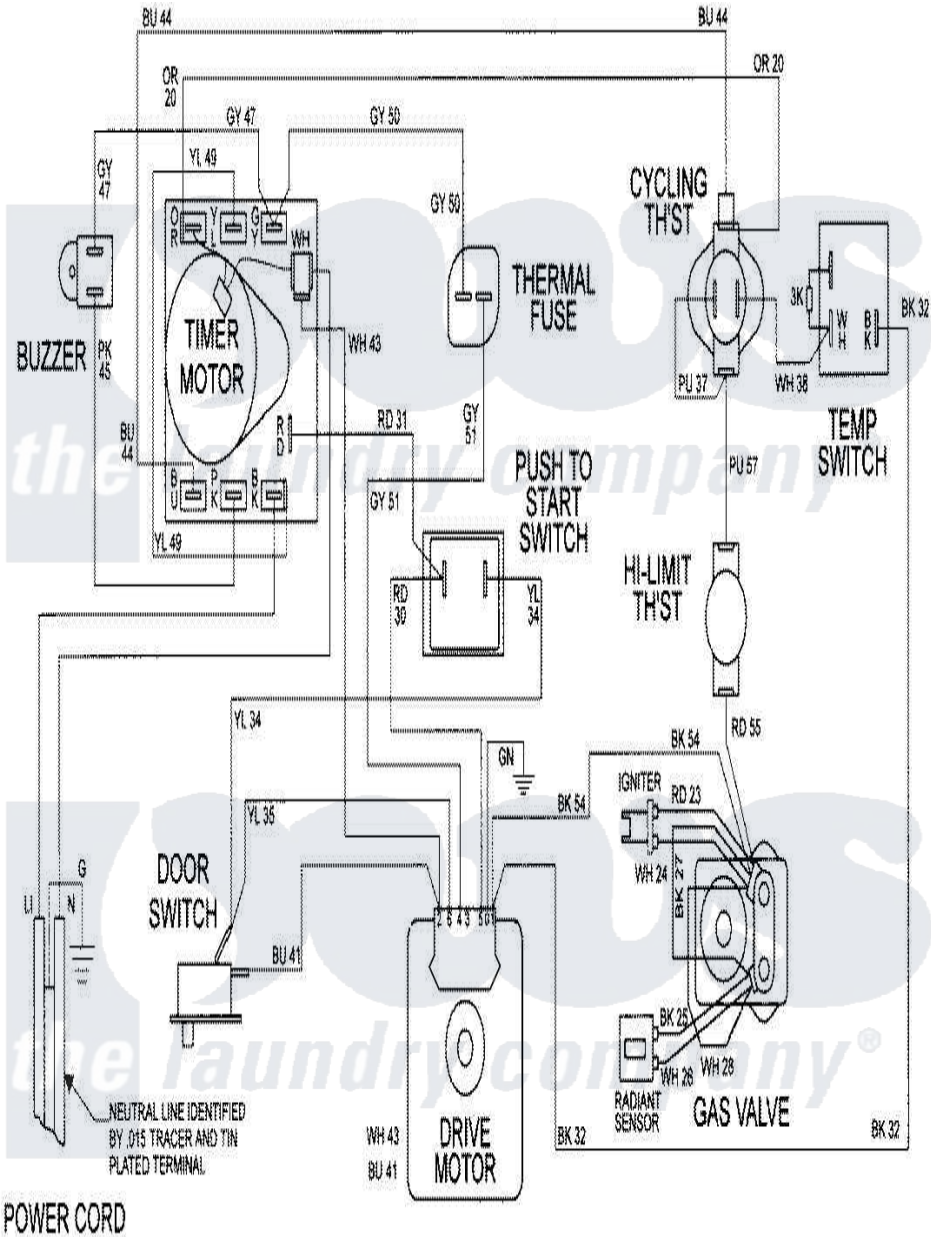 BU 44
BU 44
OR 20
OR
20
GY 47
GY 50
YL 49
GY
47
GY 50
CYCLING
TH'ST
O
R
Y
L
G
Y
WH
THERMAL
FUSE
3K
W
H
B
K
BK 32
BUZZER
PK
45
TIMER
MOTOR
WH 43
PU 37
WH 38
BU
44
RD 31
R
D
GY
51
TEMP
SWITCH
the laundry company
PUSH TO
START
SWITCH
PU 57
B
U
P
K
B
K
GY 51
YL 49
HI-LIMIT
TH'ST
RD
30
YL
34
YL 34
RD 55
BK 54
GN
IGNITER
RD 23
BK 54
YL 35
WH 24
BK 27
DOOR
SWITCH
G
L1
N
2 6 4 3 5
BU 41
BK 25
WH 26
WH 28
the laundry company®
RADIANT
SENSOR
GAS VALVE
NEUTRAL LINE IDENTIFIED
BY .015 TRACER AND TIN
PLATED TERMINAL
WH 43
BU 41
DRIVE
MOTOR
BK 32
BK 32
POWER CORD